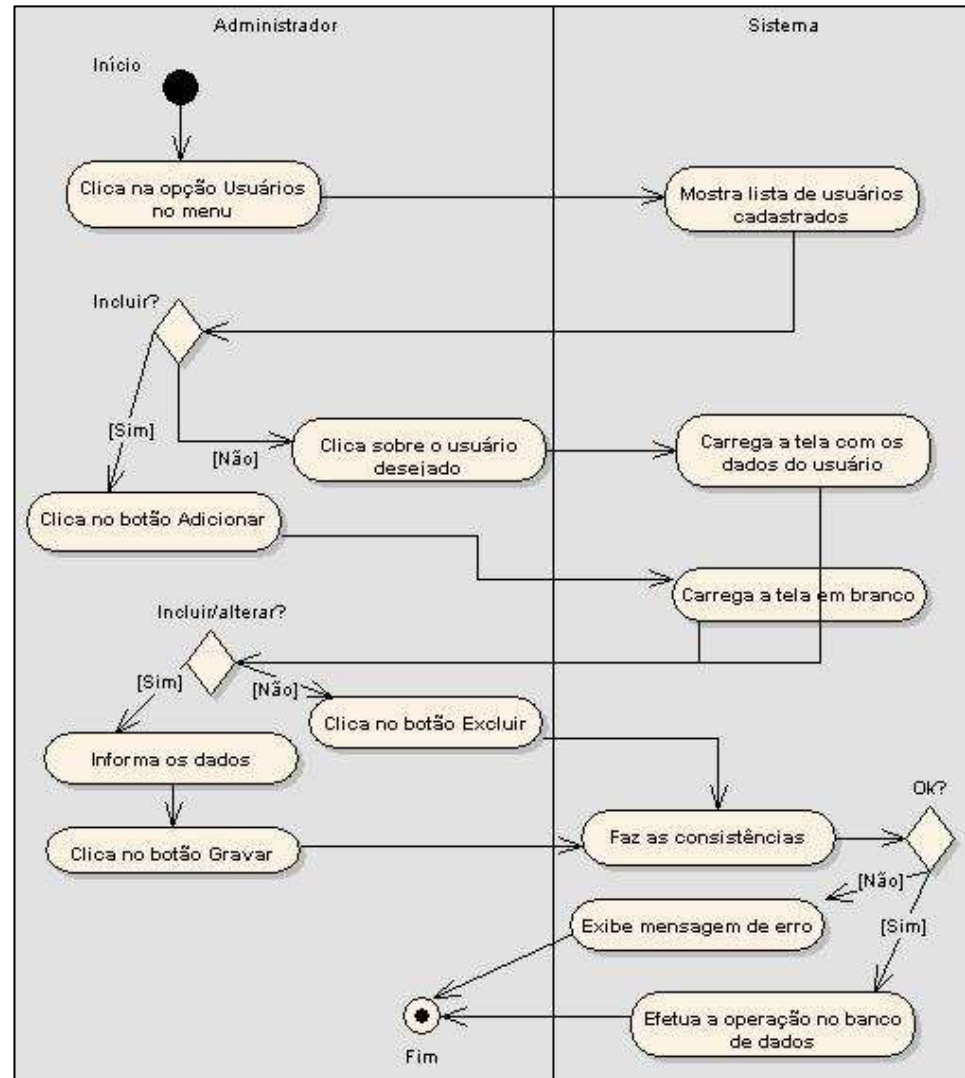 Administrador
Sistema
Início
Clica na opção Usuários
no menu
Mostra lista de usuários
cadastrados
Incluir?
[Sim]
[Não]
Clica sobre o usuário
desejado
Carrega a tela com os
dados do usuário
Clica no botão Adicionar
Carrega a tela em branco
Incluir/alterar?
[Sim]
[Não]
Clica no botão Excluir
Informa os dados
Ok?
Clica no botão Gravar
Faz as consistências
[Não]
Exibe mensagem de erro
[Sim]
Efetua a operação no banco
de dados
Fim